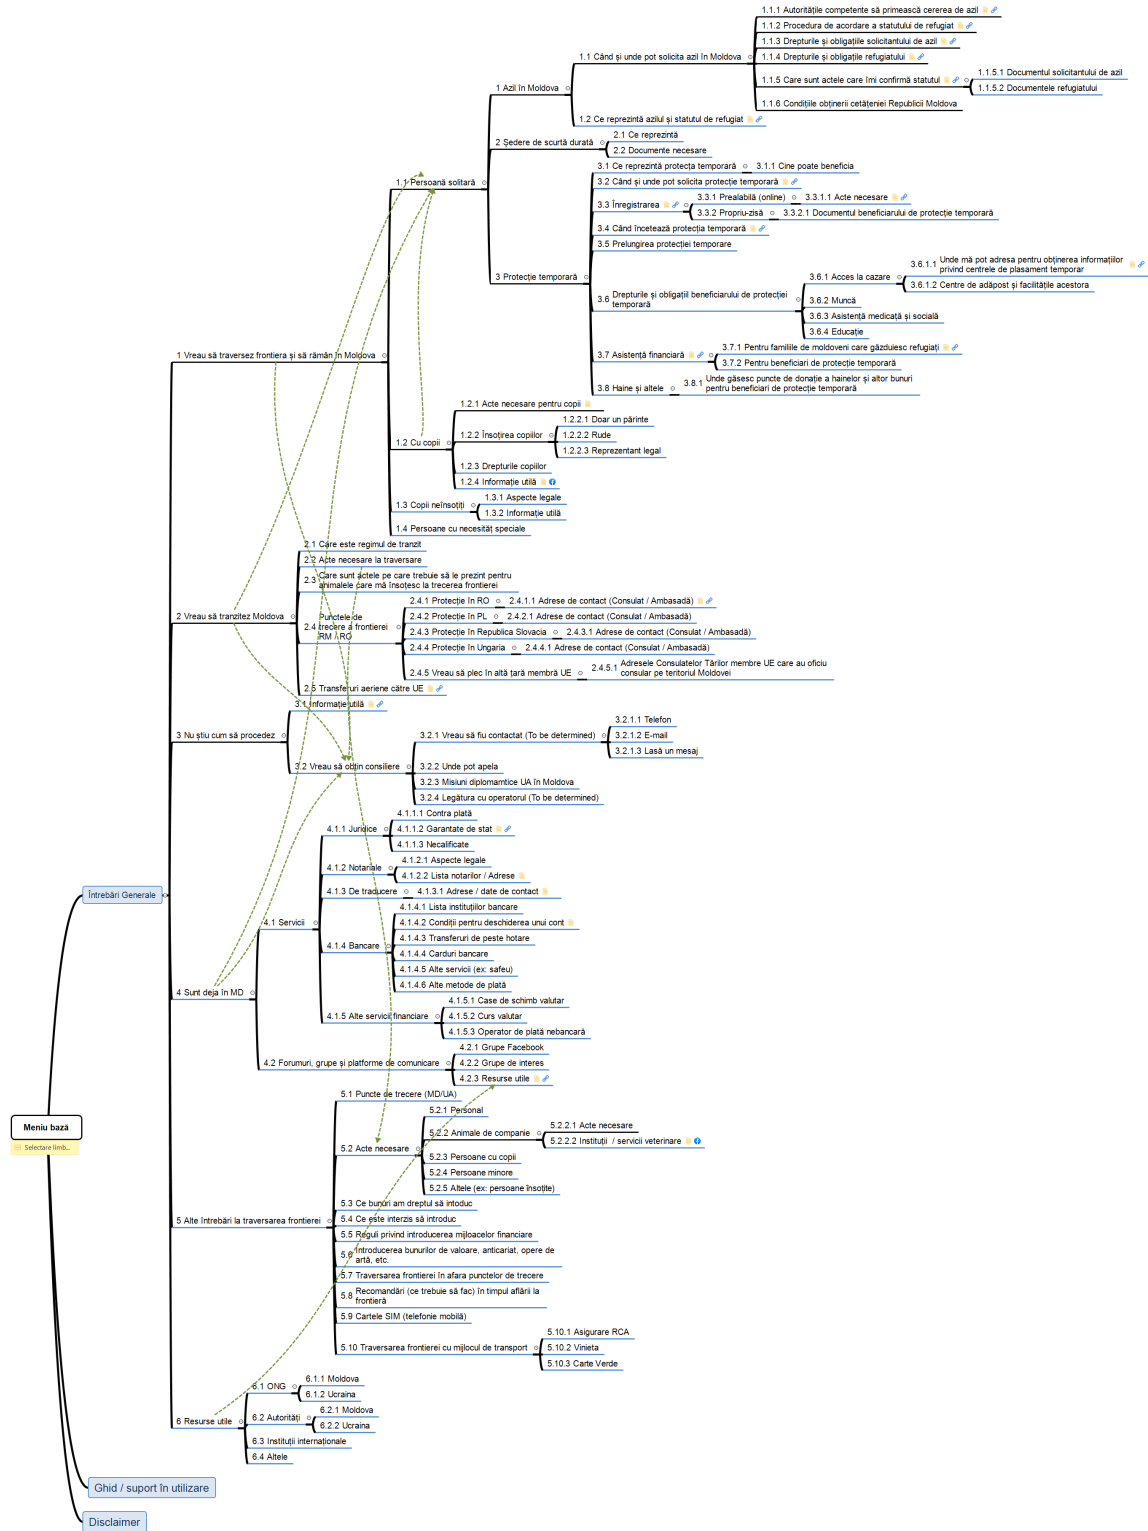 1.1.1 Autoritățile competente să primească cererea de azil
1.1.2 Procedura de acordare a statutului de refugiat
1.1.3 Drepturile și obligațiile solicitantului de azil
1.1 Când și unde pot solicita azil în Moldova
1.1.4 Drepturile și obligațiile refugiatului
1.1.5 Care sunt actele care îmi confirmă statutul
1.1.5.1 Documentul solicitantului de azil
1.1.5.2 Documentele refugiatului
1.1.6 Condițiile obținerii cetățeniei Republicii Moldova
1 Azil în Moldova
1.2 Ce reprezintă azilul și statutul de refugiat
2 Ședere de scurtă durată
2.1 Ce reprezintă
2.2 Documente necesare
1.1 Persoană solitară
3.1 Ce reprezintă protecța temporară
3.1.1 Cine poate beneficia
3.2 Când și unde pot solicita protecție temporară
3.3 Înregistrarea
3.3.1 Prealabilă (online)
3.3.1.1 Acte necesare
3.3.2 Propriu-zisă
3.3.2.1 Documentul beneficiarului de protecție temporară
3.4 Când încetează protecția temporară
3.5 Prelungirea protecției temporare
3 Protecție temporară
3.6 Drepturile și obligațiil beneficiarului de protecției
temporară
3.6.1 Acces la cazare
3.6.1.1 Unde mă pot adresa pentru obținerea informațiilor
privind centrele de plasament temporar
3.6.1.2 Centre de adăpost și facilitățile acestora
3.6.2 Muncă
3.6.3 Asistență medicață și socială
3.6.4 Educație
3.7 Asistență financiară
3.7.1 Pentru familiile de moldoveni care găzduiesc refugiați
3.7.2 Pentru beneficiari de protecție temporară
3.8 Haine și altele
3.8.1 Unde găsesc puncte de donație a hainelor și altor bunuri
pentru beneficiari de protecție temporară
1 Vreau să traversez frontiera și să rămân în Moldova
1.2 Cu copii
1.2.1 Acte necesare pentru copii
1.2.2 Însoțirea copiilor
1.2.2.1 Doar un părinte
1.2.2.2 Rude
1.2.2.3 Reprezentant legal
1.2.3 Drepturile copiilor
1.2.4 Informație utilă
1.3 Copii neînsoțiți
1.3.1 Aspecte legale
1.3.2 Informație utilă
1.4 Persoane cu necesităț speciale
2 Vreau să tranzitez Moldova
2.1 Care este regimul de tranzit
2.2 Acte necesare la traversare
2.3 Care sunt actele pe care trebuie să le prezint pentru
animalele care mă însoțesc la trecerea frontierei
2.4 Punctele de
trecere a frontierei
RM / RO
2.4.1 Protecție în RO
2.4.1.1 Adrese de contact (Consulat / Ambasadă)
2.4.2 Protecție în PL
2.4.2.1 Adrese de contact (Consulat / Ambasadă)
2.4.3 Protecție în Republica Slovacia
2.4.3.1 Adrese de contact (Consulat / Ambasadă)
2.4.4 Protecție în Ungaria
2.4.4.1 Adrese de contact (Consulat / Ambasadă)
2.4.5 Vreau să plec în altă țară membră UE
2.4.5.1 Adresele Consulatelor Tărilor membre UE care au oficiu
consular pe teritoriul Moldovei
2.5 Transferuri aeriene către UE
3 Nu știu cum să procedez
3.1 Informație utilă
3.2 Vreau să obțin consiliere
3.2.1 Vreau să fiu contactat (To be determined)
3.2.1.1 Telefon
3.2.1.2 E-mail
3.2.1.3 Lasă un mesaj
3.2.2 Unde pot apela
3.2.3 Misiuni diplomamtice UA în Moldova
3.2.4 Legătura cu operatorul (To be determined)
Întrebări Generale
4 Sunt deja în MD
4.1 Servicii
4.1.1 Juridice
4.1.1.1 Contra plată
4.1.1.2 Garantate de stat
4.1.1.3 Necalificate
4.1.2 Notariale
4.1.2.1 Aspecte legale
4.1.2.2 Lista notarilor / Adrese
4.1.3 De traducere
4.1.3.1 Adrese / date de contact
4.1.4 Bancare
4.1.4.1 Lista instituțiilor bancare
4.1.4.2 Condiții pentru deschiderea unui cont
4.1.4.3 Transferuri de peste hotare
4.1.4.4 Carduri bancare
4.1.4.5 Alte servicii (ex: safeu)
4.1.4.6 Alte metode de plată
4.1.5 Alte servicii financiare
4.1.5.1 Case de schimb valutar
4.1.5.2 Curs valutar
4.1.5.3 Operator de plată nebancară
4.2 Forumuri, grupe și platforme de comunicare
4.2.1 Grupe Facebook
4.2.2 Grupe de interes
4.2.3 Resurse utile
Meniu bază
Selectare limb...
5 Alte întrebări la traversarea frontierei
5.1 Puncte de trecere (MD/UA)
5.2 Acte necesare
5.2.1 Personal
5.2.2 Animale de companie
5.2.2.1 Acte necesare
5.2.2.2 Instituții / servicii veterinare
5.2.3 Persoane cu copii
5.2.4 Persoane minore
5.2.5 Altele (ex: persoane însoțite)
5.3 Ce bunuri am dreptul să intoduc
5.4 Ce este interzis să introduc
5.5 Reguli privind introducerea mijloacelor financiare
5.6 Introducerea bunurilor de valoare, anticariat, opere de
artă, etc.
5.7 Traversarea frontierei în afara punctelor de trecere
5.8 Recomandări (ce trebuie să fac) în timpul aflării la
frontieră
5.9 Cartele SIM (telefonie mobilă)
5.10 Traversarea frontierei cu mijlocul de transport
5.10.1 Asigurare RCA
5.10.2 Vinieta
5.10.3 Carte Verde
6 Resurse utile
6.1 ONG
6.1.1 Moldova
6.1.2 Ucraina
6.2 Autorități
6.2.1 Moldova
6.2.2 Ucraina
6.3 Instituții internaționale
6.4 Altele
Ghid / suport în utilizare
Disclaimer